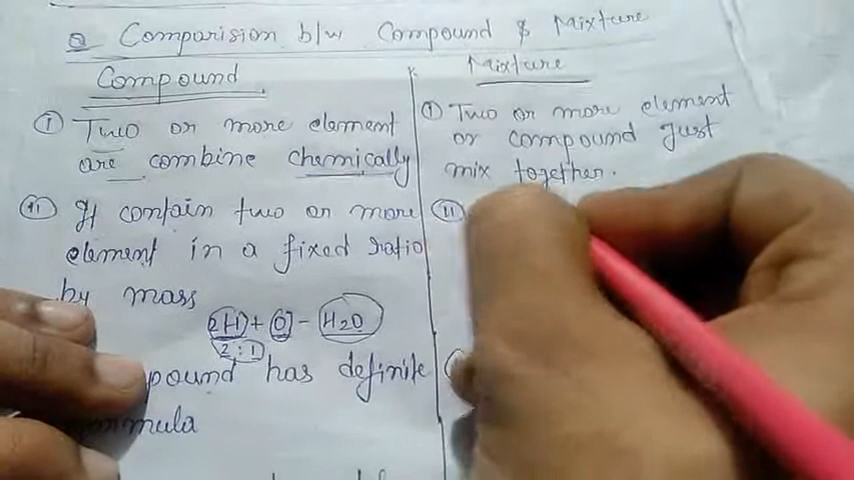 Q Comparision b/w Compound & Mixture
Compound
Mixture
(I) Two or more element
are combine chemically
(I) Two or more element
or compound Just
mix together.
(II) It contain two or more
element in a fixed ratio
by mass
2H + O - H2O
2 : 1
pound has definite
mula
(II)